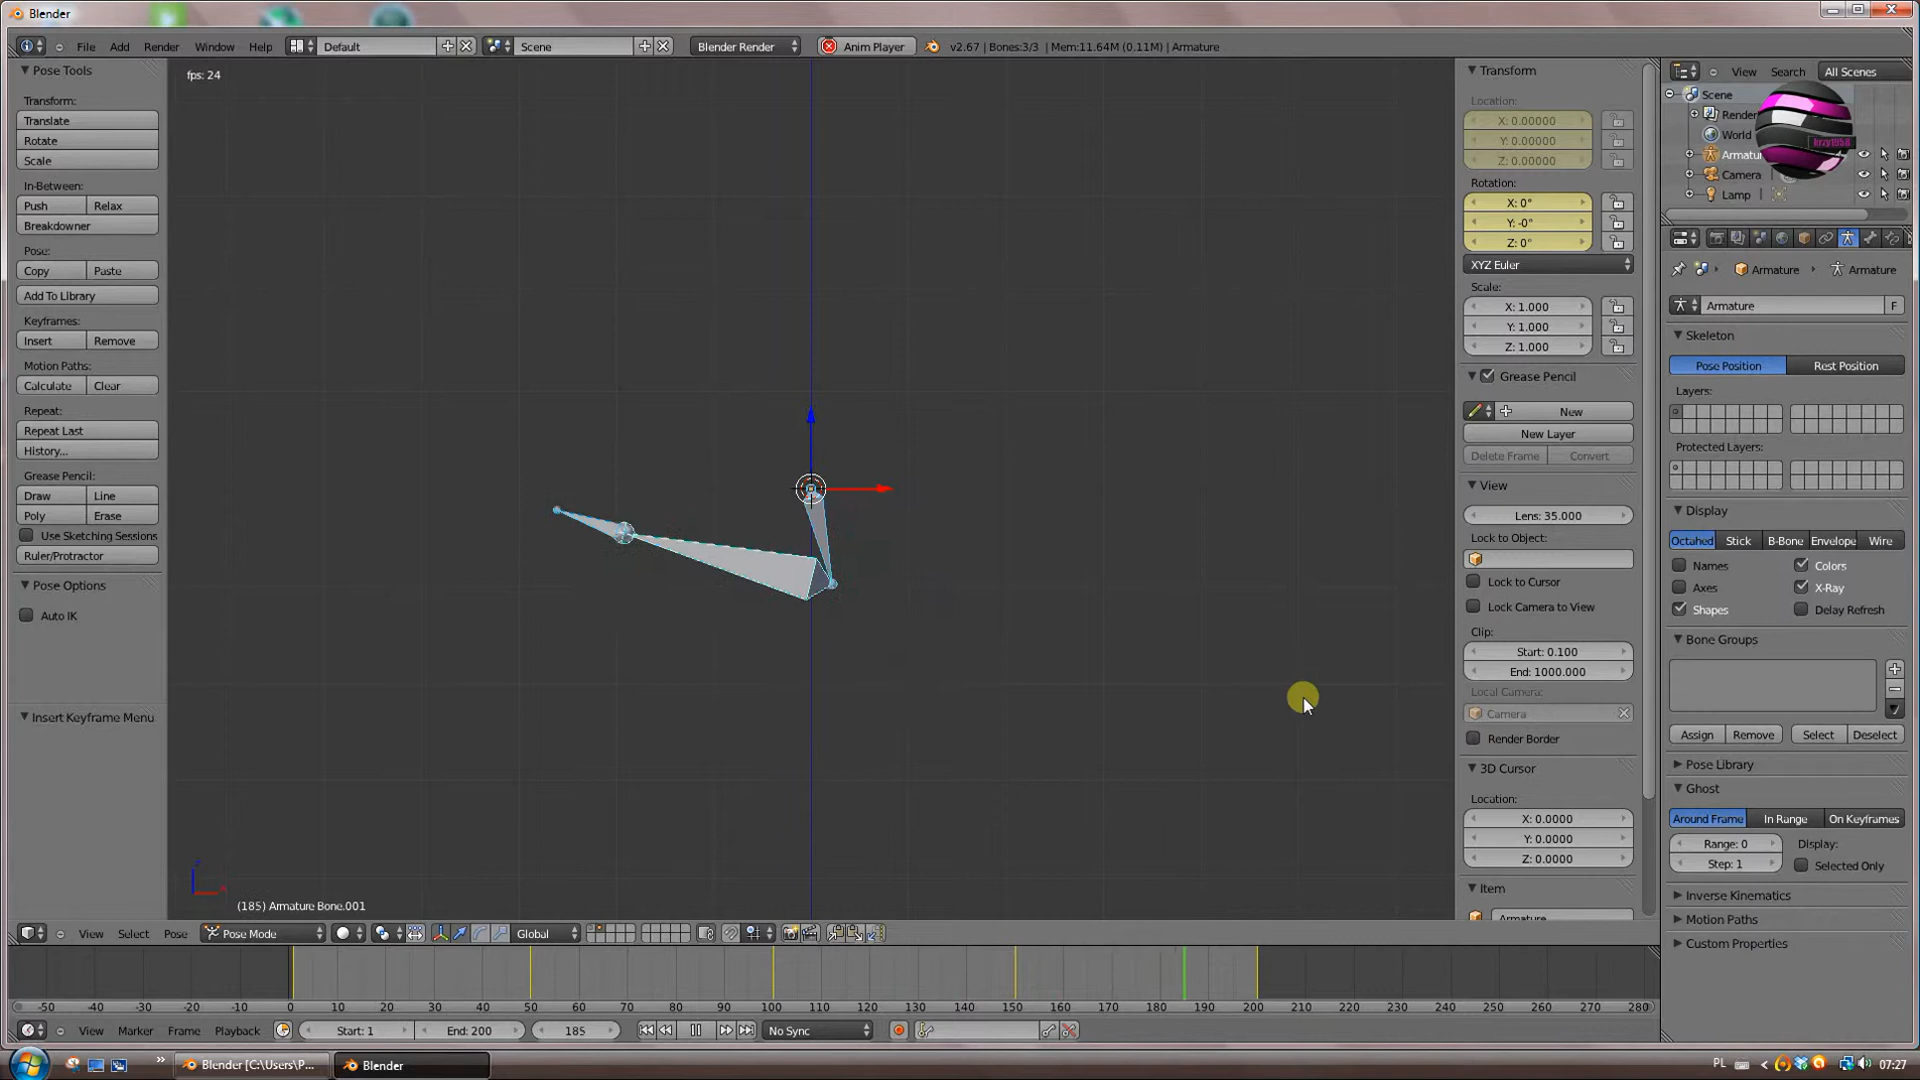 Blender
File Add Render Window Help Default Scene Blender Render Anim Player v2.67 | Bones:3/3 | Mem:11.64M (0.11M) | Armature
Pose Tools
Transform:
Translate
Rotate
Scale
In-Between:
Push Relax
Breakdowner
Pose:
Copy Paste
Add To Library
Keyframes:
Insert Remove
Motion Paths:
Calculate Clear
Repeat:
Repeat Last
History...
Grease Pencil:
Draw Line
Poly Erase
Use Sketching Sessions
Ruler/Protractor
Pose Options
Auto IK
Insert Keyframe Menu
fps: 24
(185) Armature Bone.001
Transform
Location:
X: 0.00000
Y: 0.00000
Z: 0.00000
Rotation:
X: 0°
Y: -0°
Z: 0°
XYZ Euler
Scale:
X: 1.000
Y: 1.000
Z: 1.000
Grease Pencil
New
New Layer
Delete Frame Convert
View
Lens: 35.000
Lock to Object:
Lock to Cursor
Lock Camera to View
Clip:
Start: 0.100
End: 1000.000
Local Camera:
Camera
Render Border
3D Cursor
Location:
X: 0.0000
Y: 0.0000
Z: 0.0000
Item
Armature
View Search All Scenes
Scene
Render
World
krzy1058
Armatu
Camera
Lamp
Armature Armature
Armature F
Skeleton
Pose Position Rest Position
Layers:
Protected Layers:
Display
Octahed Stick B-Bone Envelope Wire
Names Colors
Axes X-Ray
Shapes Delay Refresh
Bone Groups
Assign Remove Select Deselect
Pose Library
Ghost
Around Frame In Range On Keyframes
Range: 0 Display:
Step: 1 Selected Only
Inverse Kinematics
Motion Paths
Custom Properties
View Select Pose Pose Mode Global
-50 -40 -30 -20 -10 0 10 20 30 40 50 60 70 80 90 100 110 120 130 140 150 160 170 180 190 200 210 220 230 240 250 260 270 280
View Marker Frame Playback Start: 1 End: 200 185 No Sync
Blender [C:\Users\P... Blender PL 07:27